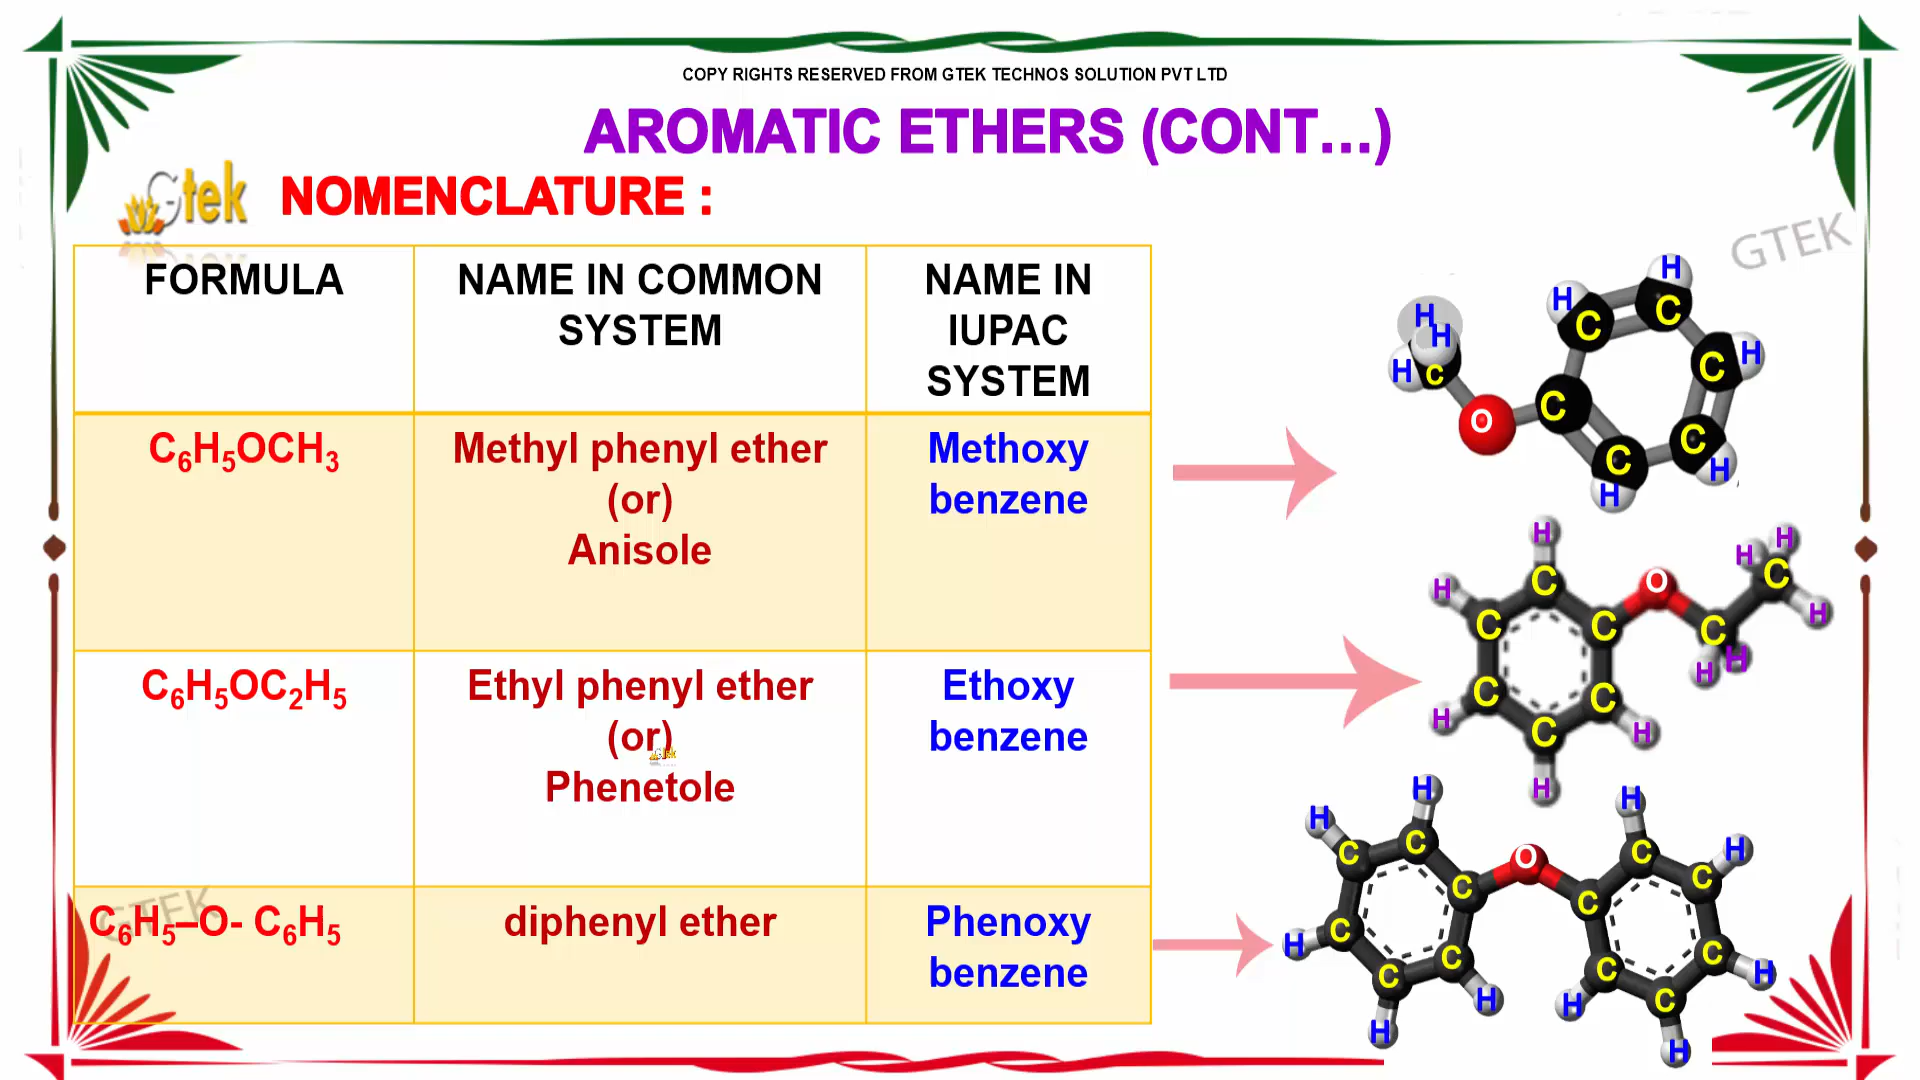 COPY RIGHTS RESERVED FROM GTEK TECHNOS SOLUTION PVT LTD
AROMATIC ETHERS (CONT...)
Gtek
NOMENCLATURE :
GTEK
FORMULA
NAME IN COMMON
SYSTEM
NAME IN
IUPAC
SYSTEM
C₆H₅OCH₃
Methyl phenyl ether
(or)
Anisole
Methoxy
benzene
C₆H₅OC₂H₅
Ethyl phenyl ether
(or)
Phenetole
Gtek
Ethoxy
benzene
GTEK
C₆H₅–O- C₆H₅
diphenyl ether
Phenoxy
benzene
H
H
H
H
H
C
C
C
H
H
C
C
O
C
C
H
C
H
H
H
H
H
C
O
C
H
C
C
C
H
C
C
H
H
H
C
H
C
H
H
H
H
H
C
C
O
C
H
C
C
C
C
H
C
C
C
C
H
C
H
H
C
H
H